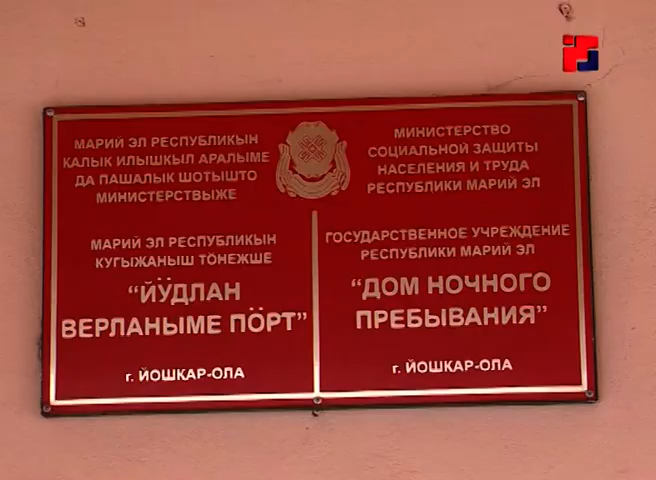 МАРИЙ ЭЛ РЕСПУБЛИКЫН
КАЛЫК ИЛЫШКЫЛ АРАЛЫМЕ
ДА ПАШАЛЫК ШОТЫШТО
МИНИСТЕРСТВЫЖЕ
МАРИЙ ЭЛ РЕСПУБЛИКЫН
КУГЫЖАНЫШ ТӦНЕЖШЕ
“ЙӰДЛАН
ВЕРЛАНЫМЕ ПӦРТ”
г. ЙОШКАР-ОЛА
МИНИСТЕРСТВО
СОЦИАЛЬНОЙ ЗАЩИТЫ
НАСЕЛЕНИЯ И ТРУДА
РЕСПУБЛИКИ МАРИЙ ЭЛ
ГОСУДАРСТВЕННОЕ УЧРЕЖДЕНИЕ
РЕСПУБЛИКИ МАРИЙ ЭЛ
“ДОМ НОЧНОГО
ПРЕБЫВАНИЯ”
г. ЙОШКАР-ОЛА